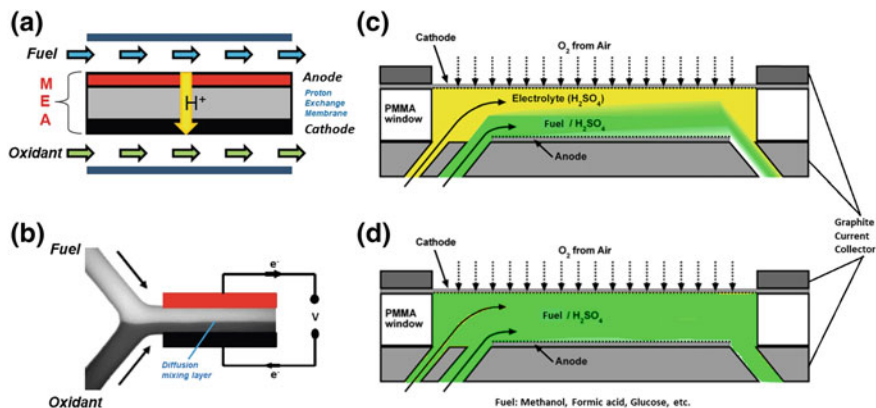 (a)
Fuel
M
E
A
Anode
Proton
Exchange
Membrane
H+
Cathode
Oxidant
(b)
Fuel
e-
V
Diffusion
mixing layer
e-
Oxidant
(c)
Cathode
O2 from Air
PMMA
window
Electrolyte (H2SO4)
Fuel / H2SO4
Anode
Graphite
Current
Collector
(d)
Cathode
O2 from Air
PMMA
window
Fuel / H2SO4
Anode
Fuel: Methanol, Formic acid, Glucose, etc.